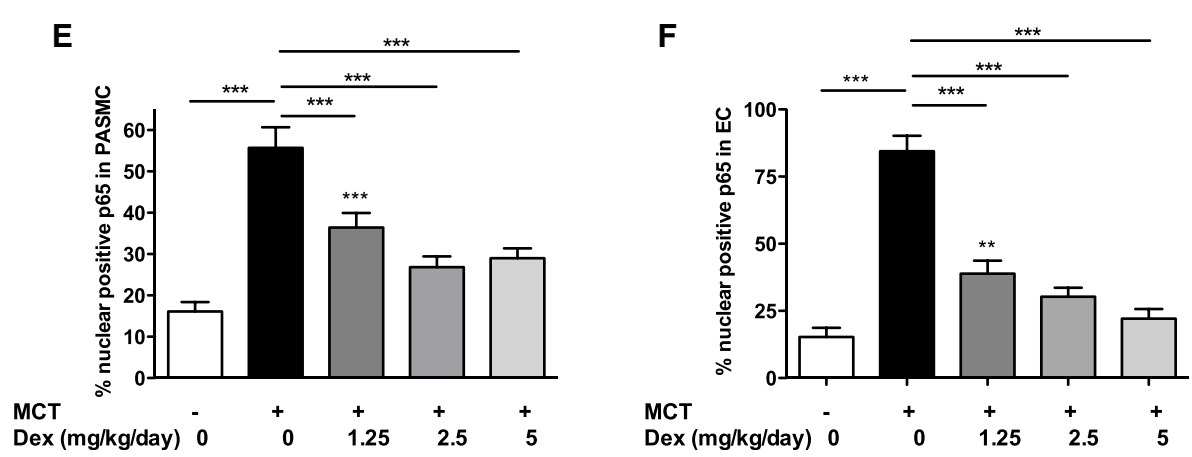 E
***
***
***
***
***
% nuclear positive p65 in PASMC
60
50
40
30
20
10
0
MCT - + + + +
Dex (mg/kg/day) 0 0 1.25 2.5 5
F
***
***
***
***
**
% nuclear positive p65 in EC
100
75
50
25
0
MCT - + + + +
Dex (mg/kg/day) 0 0 1.25 2.5 5